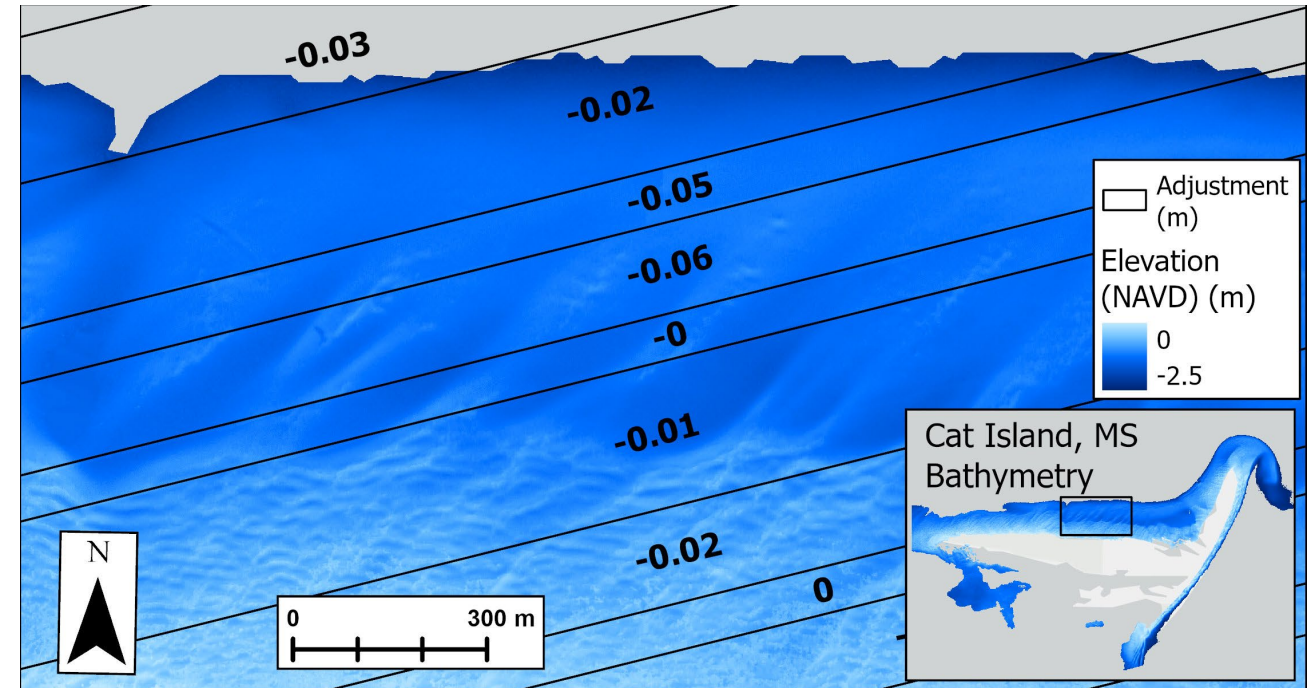 -0.03
-0.02
-0.05
-0.06
-0
-0.01
-0.02
0
Adjustment
(m)
Elevation
(NAVD) (m)
0
-2.5
Cat Island, MS
Bathymetry
N
0
300 m